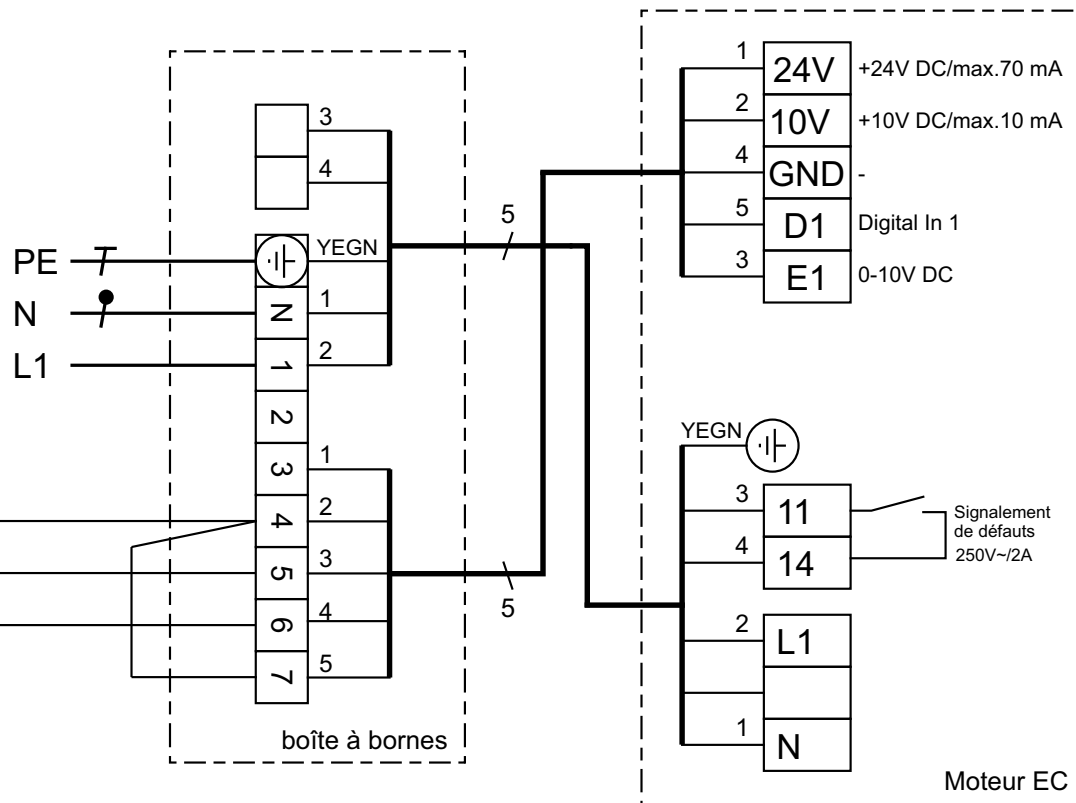 3
4
PE
YEGN
N
N
1
L1
1
2
2
3
1
4
2
5
3
6
4
7
5
boîte à bornes
5
5
1
24V
+24V DC/max.70 mA
2
10V
+10V DC/max.10 mA
4
GND
-
5
D1
Digital In 1
3
E1
0-10V DC
YEGN
3
11
4
14
Signalement
de défauts
250V~/2A
2
L1
1
N
Moteur EC